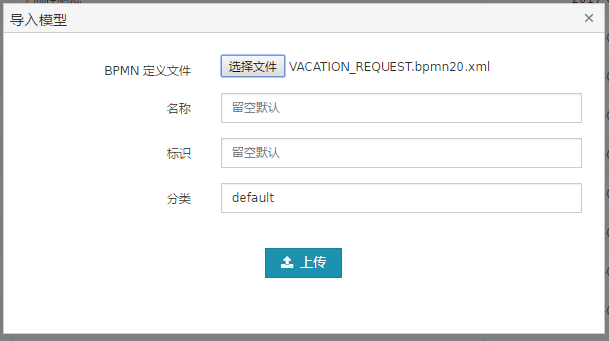 导入模型 ×
BPMN 定义文件 选择文件 VACATION_REQUEST.bpmn20.xml
名称 留空默认
标识 留空默认
分类 default
上传